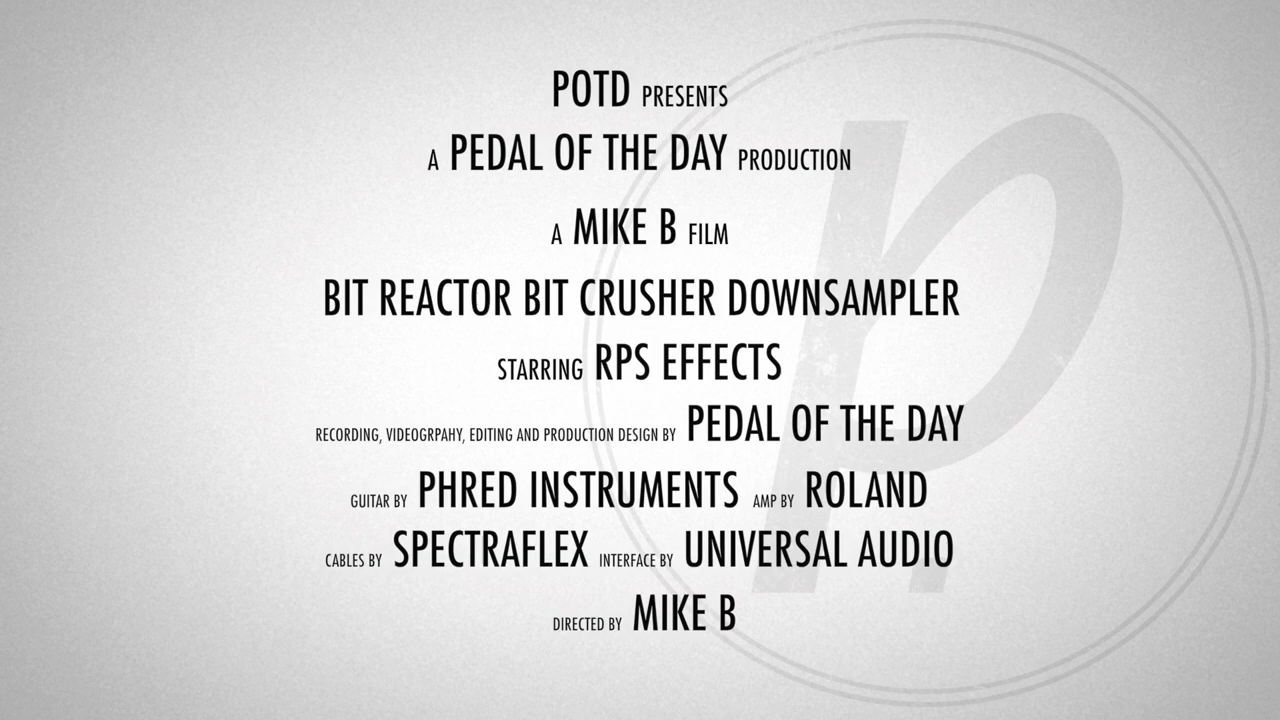 POTD PRESENTS
A PEDAL OF THE DAY PRODUCTION
A MIKE B FILM
BIT REACTOR BIT CRUSHER DOWNSAMPLER
STARRING RPS EFFECTS
RECORDING, VIDEOGRPAHY, EDITING AND PRODUCTION DESIGN BY PEDAL OF THE DAY
GUITAR BY PHRED INSTRUMENTS AMP BY ROLAND
CABLES BY SPECTRAFLEX INTERFACE BY UNIVERSAL AUDIO
DIRECTED BY MIKE B
p